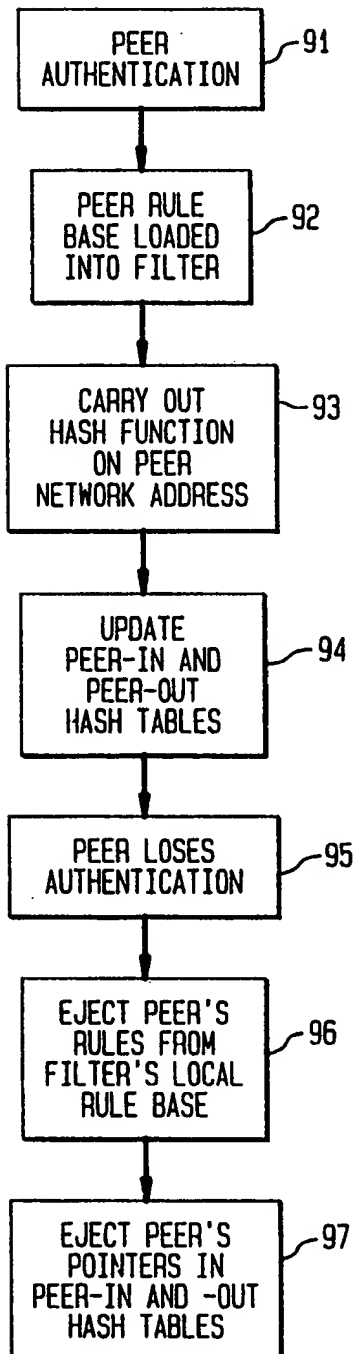 PEER
AUTHENTICATION
91
PEER RULE
BASE LOADED
INTO FILTER
92
CARRY OUT
HASH FUNCTION
ON PEER
NETWORK ADDRESS
93
UPDATE
PEER-IN AND
PEER-OUT
HASH TABLES
94
PEER LOSES
AUTHENTICATION
95
EJECT PEER'S
RULES FROM
FILTER'S LOCAL
RULE BASE
96
EJECT PEER'S
POINTERS IN
PEER-IN AND -OUT
HASH TABLES
97